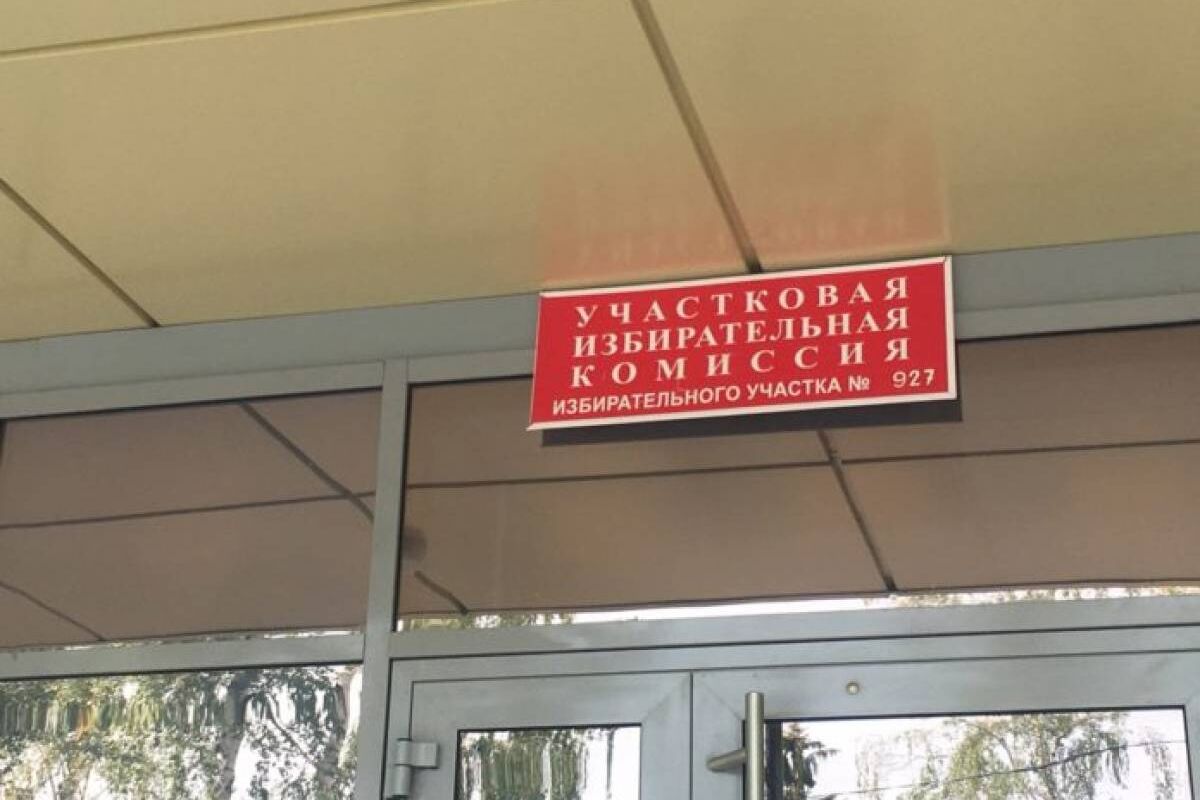 УЧАСТКОВАЯ
ИЗБИРАТЕЛЬНАЯ
КОМИССИЯ
ИЗБИРАТЕЛЬНОГО УЧАСТКА № 927